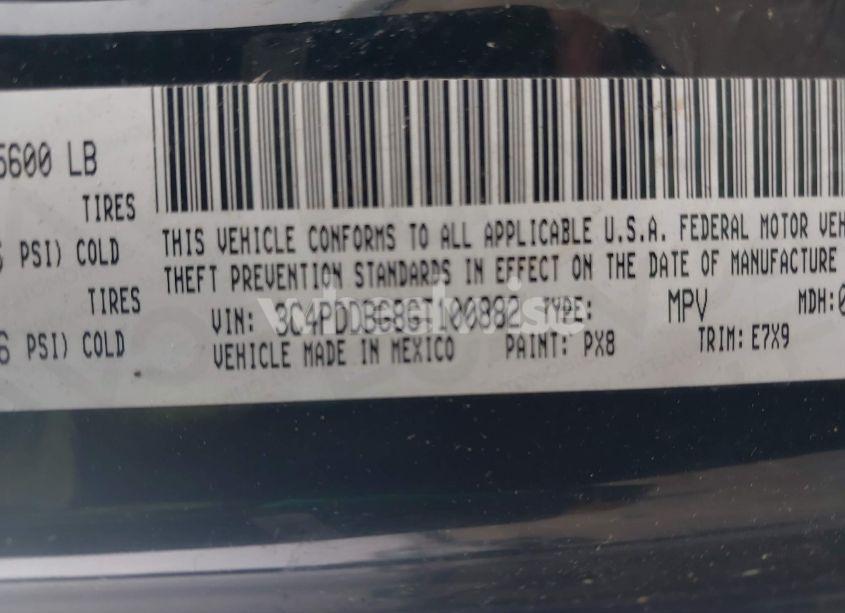 5600 LB
TIRES
PSI) COLD
TIRES
6 PSI) COLD
THIS VEHICLE CONFORMS TO ALL APPLICABLE U.S.A. FEDERAL MOTOR VEH
THEFT PREVENTION STANDARDS IN EFFECT ON THE DATE OF MANUFACTURE
VIN: 3C4PDDBG8GT100882 TYPE: MPV MDH:0
VEHICLE MADE IN MEXICO PAINT: PX8 TRIM: E7X9